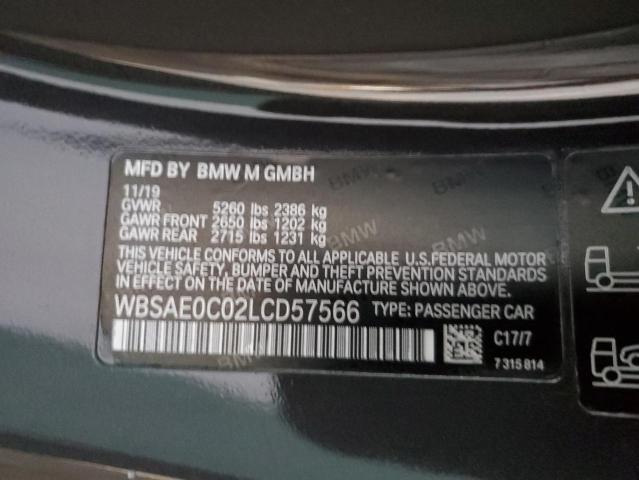 MFD BY BMW M GMBH
11/19
GVWR 5260 lbs 2386 kg
GAWR FRONT 2650 lbs 1202 kg
GAWR REAR 2715 lbs 1231 kg
THIS VEHICLE CONFORMS TO ALL APPLICABLE U.S.FEDERAL MOTOR
VEHICLE SAFETY, BUMPER AND THEFT PREVENTION STANDARDS
IN EFFECT ON THE DATE OF MANUFACTURE SHOWN ABOVE.
WBSAE0C02LCD57566 TYPE: PASSENGER CAR
C17/7
7 315 814